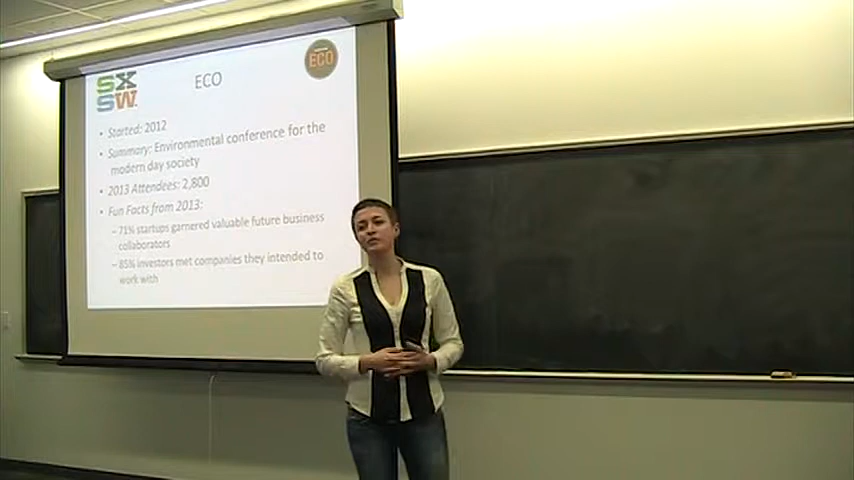 SX
SW
ECO
ECO
• Started: 2012
• Summary: Environmental conference for the
modern day society
• 2013 Attendees: 2,800
• Fun Facts from 2013:
– 71% startups garnered valuable future business
collaborators
– 85% investors met companies they intended to
work with